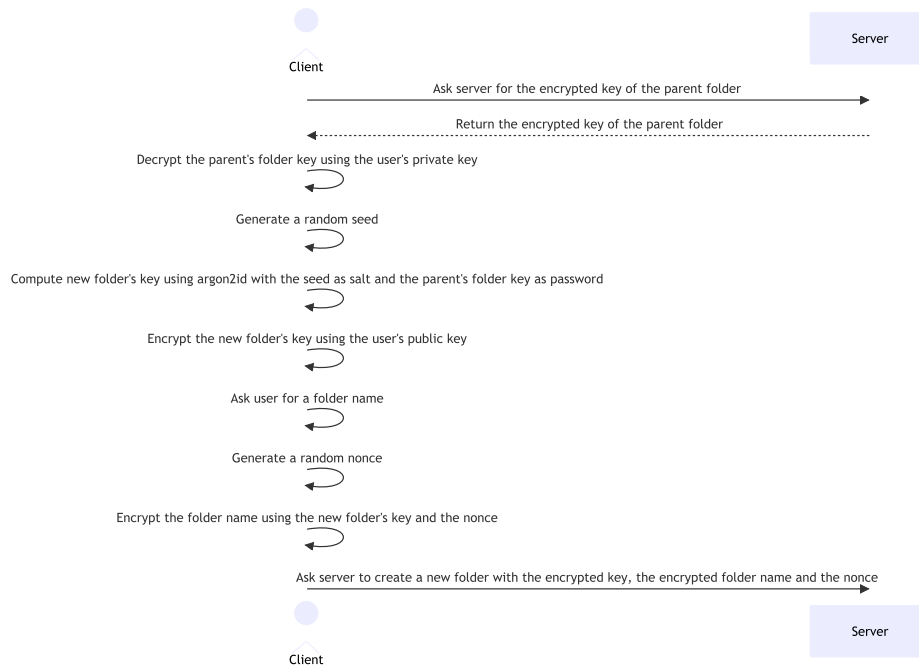 Server
Client
Ask server for the encrypted key of the parent folder
Return the encrypted key of the parent folder
Decrypt the parent's folder key using the user's private key
Generate a random seed
Compute new folder's key using argon2id with the seed as salt and the parent's folder key as password
Encrypt the new folder's key using the user's public key
Ask user for a folder name
Generate a random nonce
Encrypt the folder name using the new folder's key and the nonce
Ask server to create a new folder with the encrypted key, the encrypted folder name and the nonce
Server
Client